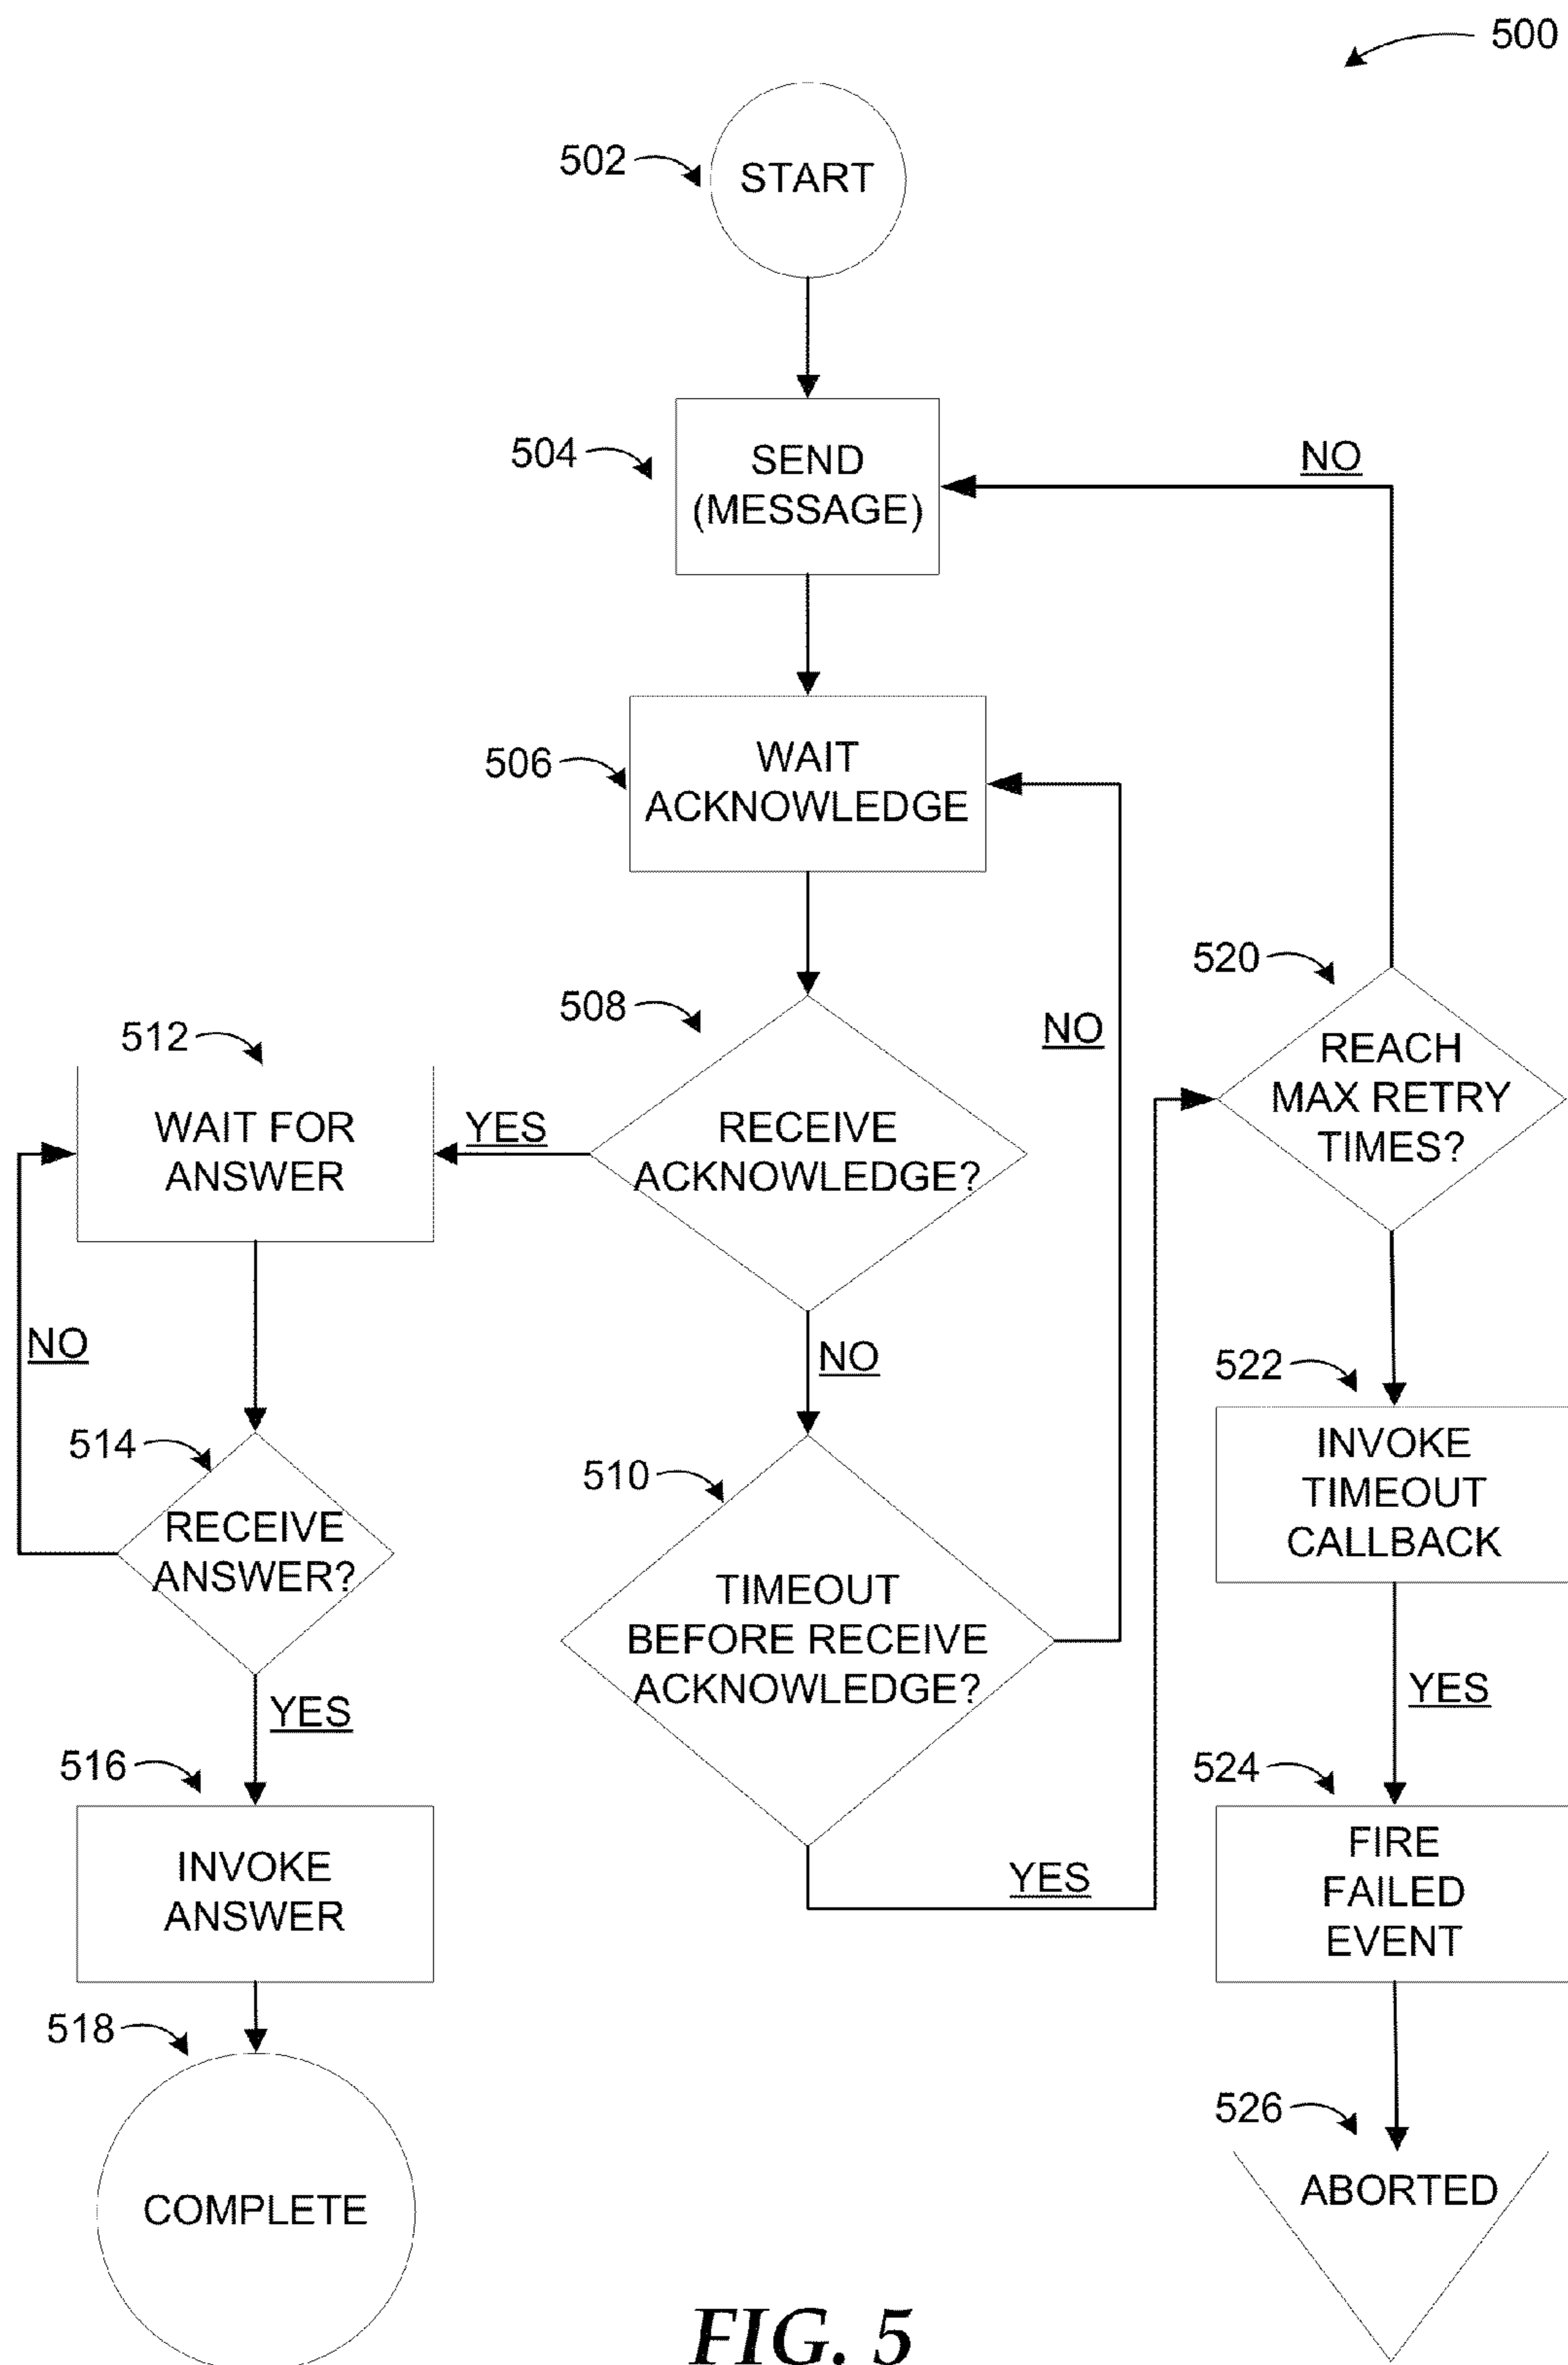 500
502
START
504
SEND
(MESSAGE)
NO
506
WAIT
ACKNOWLEDGE
520
508
NO
512
REACH
MAX RETRY
TIMES?
WAIT FOR
ANSWER
YES
RECEIVE
ACKNOWLEDGE?
NO
NO
522
514
510
INVOKE
TIMEOUT
CALLBACK
RECEIVE
ANSWER?
TIMEOUT
BEFORE RECEIVE
ACKNOWLEDGE?
YES
YES
516
524
INVOKE
ANSWER
YES
FIRE
FAILED
EVENT
518
526
COMPLETE
ABORTED
FIG. 5